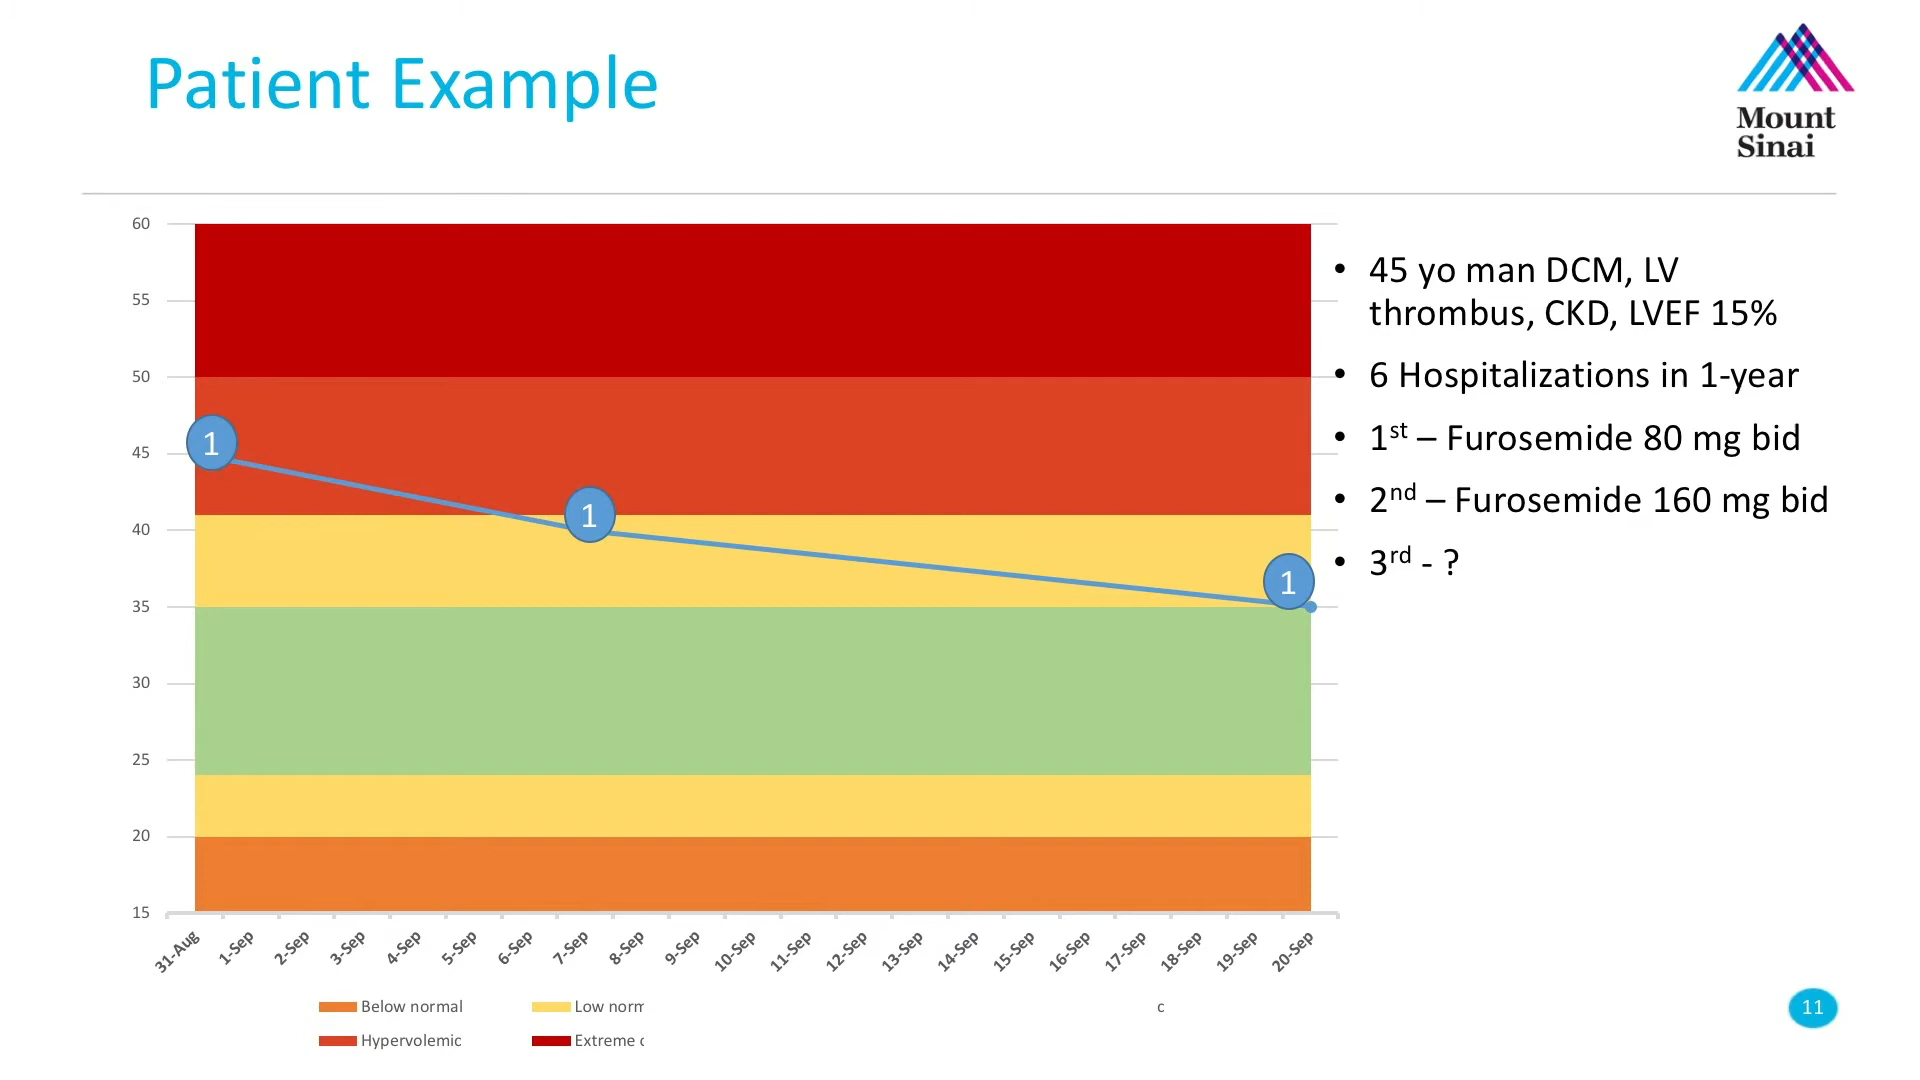 Patient Example
Mount
Sinai
60
55
50
45
40
35
30
25
20
15
1
1
1
31-Aug
1-Sep
2-Sep
3-Sep
4-Sep
5-Sep
6-Sep
7-Sep
8-Sep
9-Sep
10-Sep
11-Sep
12-Sep
13-Sep
14-Sep
15-Sep
16-Sep
17-Sep
18-Sep
19-Sep
20-Sep
Below normal
Low norm
c
Hypervolemic
Extreme
• 45 yo man DCM, LV
thrombus, CKD, LVEF 15%
• 6 Hospitalizations in 1-year
• 1st – Furosemide 80 mg bid
• 2nd – Furosemide 160 mg bid
• 3rd - ?
11